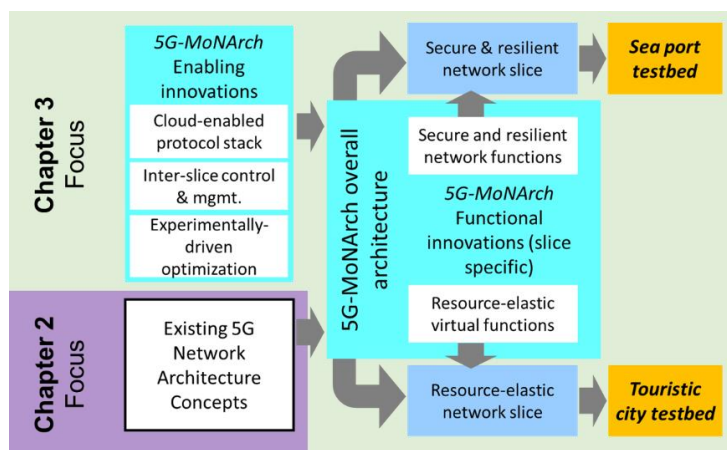 Chapter 3
Focus
5G-MoNArch
Enabling
innovations
Cloud-enabled
protocol stack
Inter-slice control
& mgmt.
Experimentally-
driven
optimization
Chapter 2
Focus
Existing 5G
Network
Architecture
Concepts
5G-MoNArch overall
architecture
Secure & resilient
network slice
Sea port
testbed
Secure and resilient
network functions
5G-MoNArch
Functional
innovations (slice
specific)
Resource-elastic
virtual functions
Resource-elastic
network slice
Touristic
city testbed